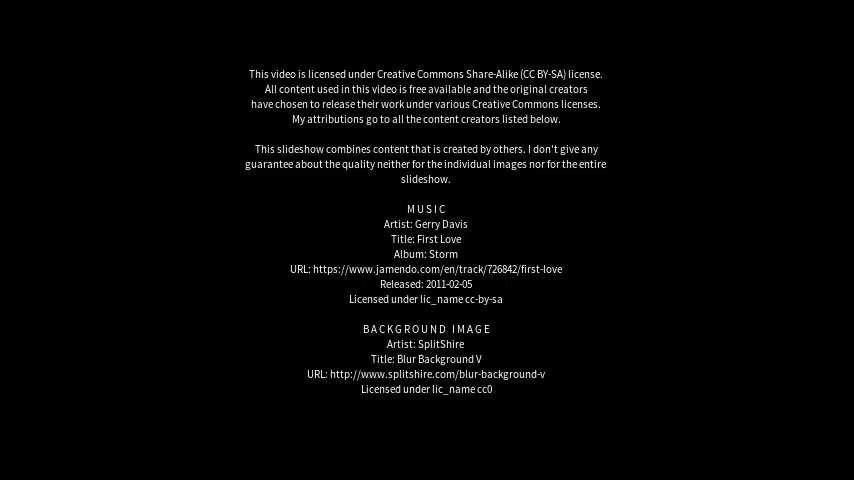 This video is licensed under Creative Commons Share-Alike (CC BY-SA) license.
All content used in this video is free available and the original creators
have chosen to release their work under various Creative Commons licenses.
My attributions go to all the content creators listed below.
This slideshow combines content that is created by others. I don't give any
guarantee about the quality neither for the individual images nor for the entire
slideshow.
MUSIC
Artist: Gerry Davis
Title: First Love
Album: Storm
URL: https://www.jamendo.com/en/track/726842/first-love
Released: 2011-02-05
Licensed under lic_name cc-by-sa
BACKGROUND IMAGE
Artist: SplitShire
Title: Blur Background V
URL: http://www.splitshire.com/blur-background-v
Licensed under lic_name cc0